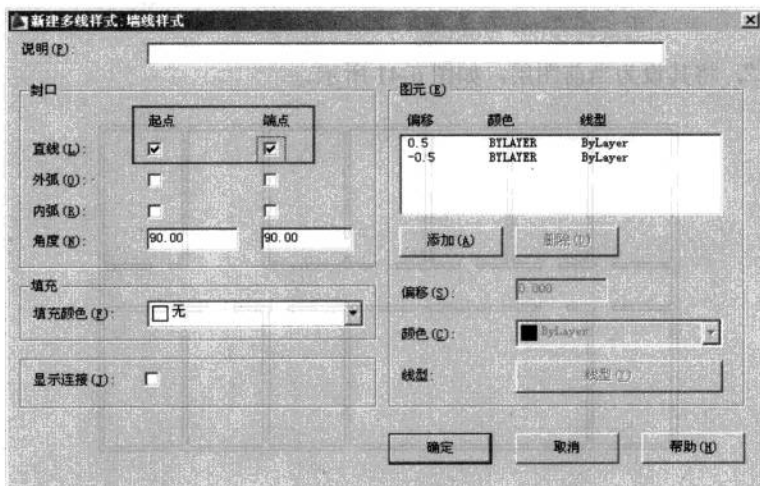 新建多线样式:墙线样式
说明(P):
封口
起点 端点
直线(L):
外弧(O):
内弧(R):
角度(N): 90.00 90.00
填充
填充颜色(F): 无
显示连接(J):
图元(E)
偏移 颜色 线型
0.5 BYLAYER ByLayer
-0.5 BYLAYER ByLayer
添加(A) 删除(D)
偏移(S): 0.000
颜色(C): ByLayer
线型: 线型(Y)
确定 取消 帮助(H)